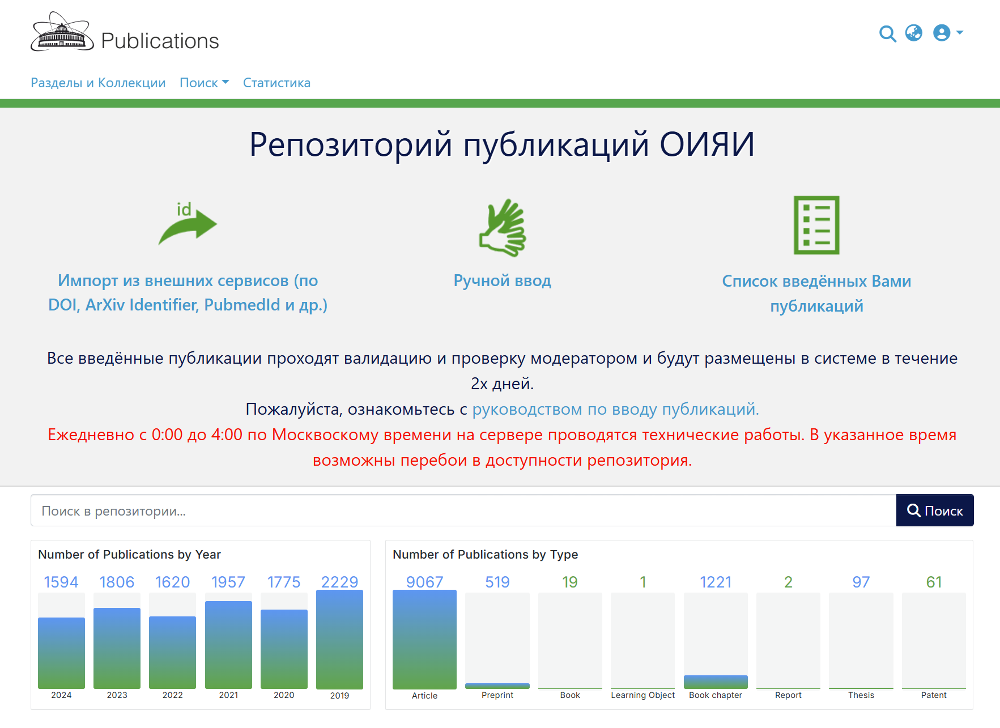 Publications
Разделы и Коллекции Поиск Статистика
Репозиторий публикаций ОИЯИ
id
Импорт из внешних сервисов (по
DOI, ArXiv Identifier, PubmedId и др.)
Ручной ввод
Список введённых Вами
публикаций
Все введённые публикации проходят валидацию и проверку модератором и будут размещены в системе в течение
2х дней.
Пожалуйста, ознакомьтесь с руководством по вводу публикаций.
Ежедневно с 0:00 до 4:00 по Москвоскому времени на сервере проводятся технические работы. В указанное время
возможны перебои в доступности репозитория.
Поиск в репозитории...
Поиск
Number of Publications by Year
1594 1806 1620 1957 1775 2229
2024 2023 2022 2021 2020 2019
Number of Publications by Type
9067 519 19 1 1221 2 97 61
Article Preprint Book Learning Object Book chapter Report Thesis Patent